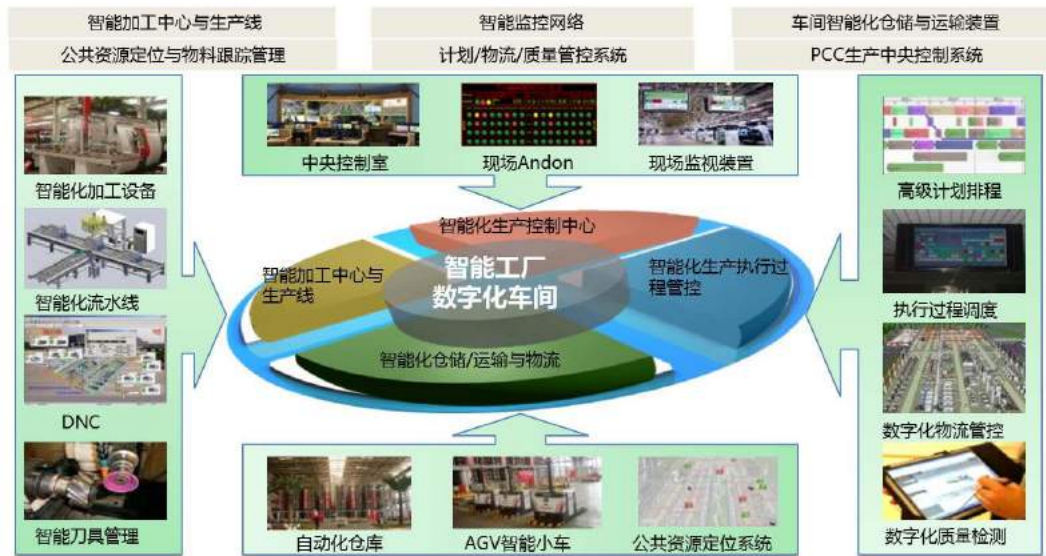 智能加工中心与生产线
智能监控网络
车间智能化仓储与运输装置
公共资源定位与物料跟踪管理
计划/物流/质量管控系统
PCC生产中央控制系统
中央控制室
现场Andon
现场监视装置
智能化加工设备
智能化流水线
DNC
智能刀具管理
智能化生产控制中心
智能加工中心与
生产线
智能工厂
数字化车间
智能化生产执行过
程管控
智能化仓储/运输与物流
高级计划排程
执行过程调度
数字化物流管控
数字化质量检测
自动化仓库
AGV智能小车
公共资源定位系统